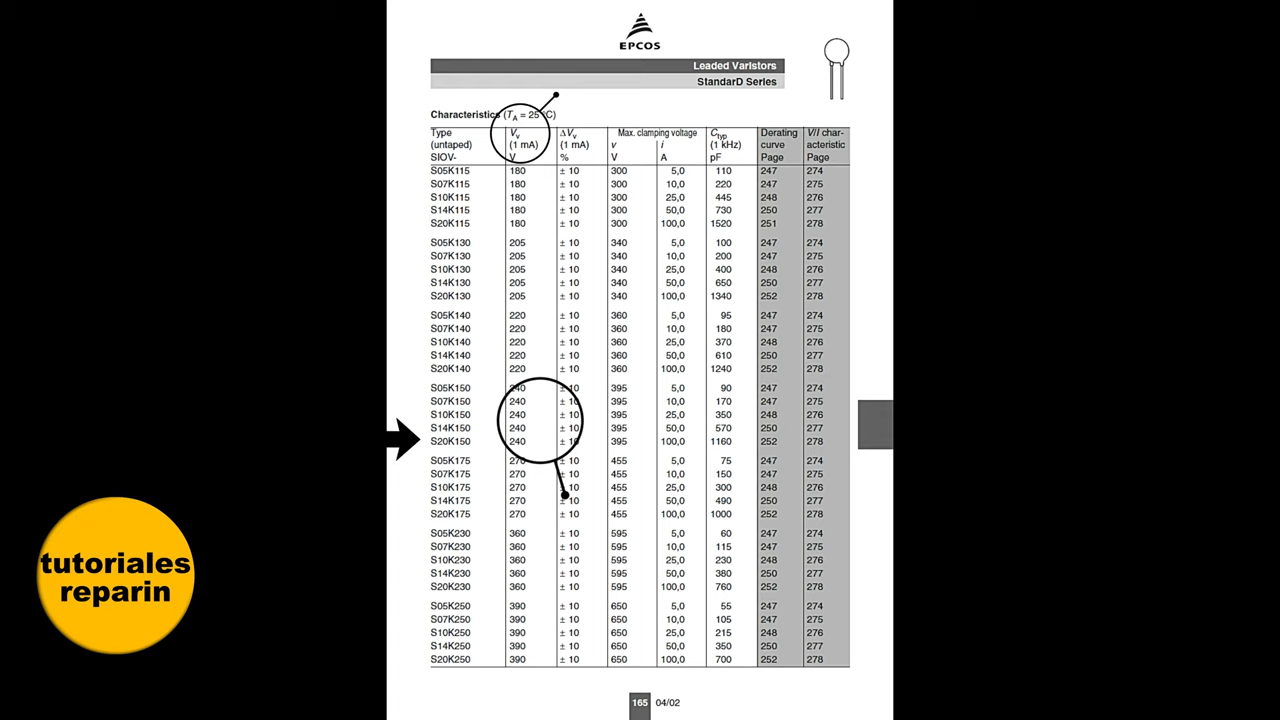 EPCOS
Leaded Varistors
StandarD Series
Characteristics (TA = 25 °C)
Type Vv ΔVv Max. clamping voltage Ctyp Derating V/I char-
(untaped) (1 mA) (1 mA) v i (1 kHz) curve acteristic
SIOV- V % V A pF Page Page
S05K115 180 ± 10 300 5,0 110 247 274
S07K115 180 ± 10 300 10,0 220 247 275
S10K115 180 ± 10 300 25,0 445 248 276
S14K115 180 ± 10 300 50,0 730 250 277
S20K115 180 ± 10 300 100,0 1520 251 278
S05K130 205 ± 10 340 5,0 100 247 274
S07K130 205 ± 10 340 10,0 200 247 275
S10K130 205 ± 10 340 25,0 400 248 276
S14K130 205 ± 10 340 50,0 650 250 277
S20K130 205 ± 10 340 100,0 1340 252 278
S05K140 220 ± 10 360 5,0 95 247 274
S07K140 220 ± 10 360 10,0 180 247 275
S10K140 220 ± 10 360 25,0 370 248 276
S14K140 220 ± 10 360 50,0 610 250 277
S20K140 220 ± 10 360 100,0 1240 252 278
S05K150 240 ± 10 395 5,0 90 247 274
S07K150 240 ± 10 395 10,0 170 247 275
S10K150 240 ± 10 395 25,0 350 248 276
S14K150 240 ± 10 395 50,0 570 250 277
S20K150 240 ± 10 395 100,0 1160 252 278
S05K175 270 ± 10 455 5,0 75 247 274
S07K175 270 ± 10 455 10,0 150 247 275
S10K175 270 ± 10 455 25,0 300 248 276
S14K175 270 ± 10 455 50,0 490 250 277
S20K175 270 ± 10 455 100,0 1000 252 278
S05K230 360 ± 10 595 5,0 60 247 274
S07K230 360 ± 10 595 10,0 115 247 275
S10K230 360 ± 10 595 25,0 230 248 276
S14K230 360 ± 10 595 50,0 380 250 277
S20K230 360 ± 10 595 100,0 760 252 278
S05K250 390 ± 10 650 5,0 55 247 274
S07K250 390 ± 10 650 10,0 105 247 275
S10K250 390 ± 10 650 25,0 215 248 276
S14K250 390 ± 10 650 50,0 350 250 277
S20K250 390 ± 10 650 100,0 700 252 278
165 04/02
tutoriales
reparin